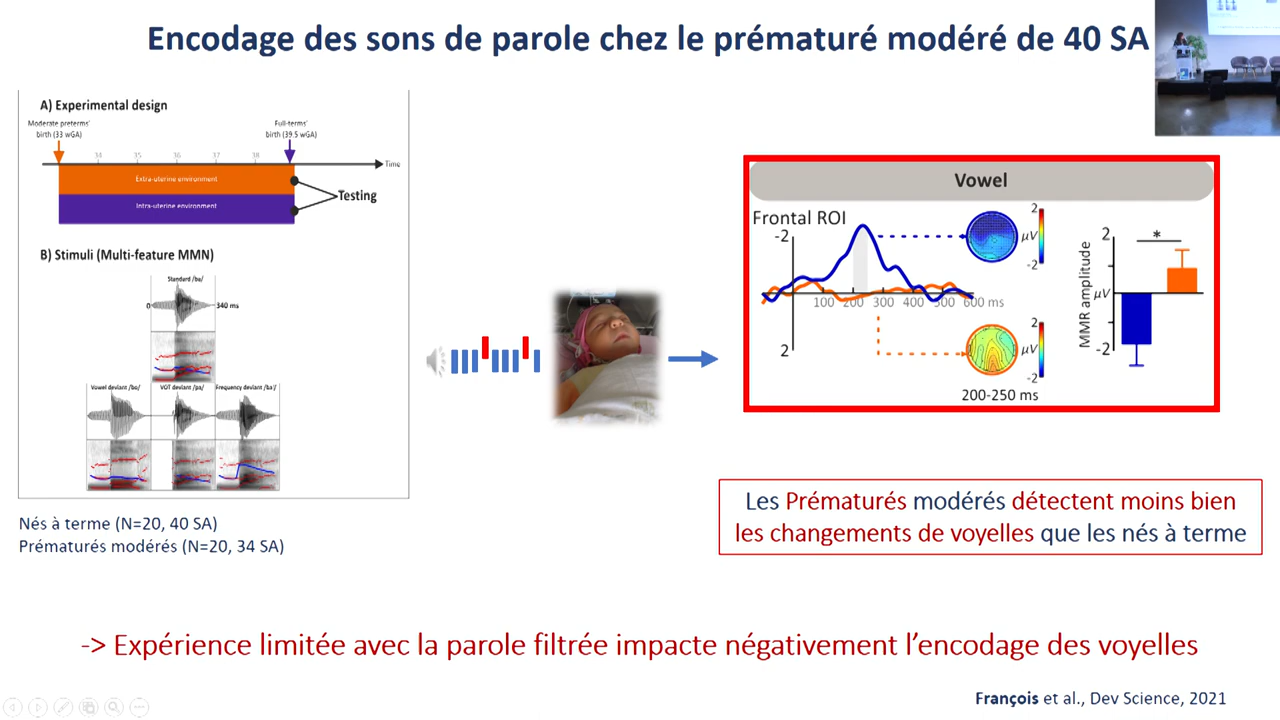 Encodage des sons de parole chez le prématuré modéré de 40 SA
A) Experimental design
Moderate preterms'
birth (33 wGA)
Full-terms'
birth (39.5 wGA)
34
35
36
37
38
Time
Extra-uterine environment
Intra-uterine environment
Testing
B) Stimuli (Multi-feature MMN)
Standard /ba/
0
340 ms
Vowel deviant /bo/
VOT deviant /pa/
Frequency deviant /ba'/
Nés à terme (N=20, 40 SA)
Prématurés modérés (N=20, 34 SA)
Vowel
Frontal ROI
-2
2
100 200 300 400 500 600 ms
2
µV
-2
2
µV
-2
200-250 ms
MMR amplitude
2
µV
-2
*
Les Prématurés modérés détectent moins bien
les changements de voyelles que les nés à terme
-> Expérience limitée avec la parole filtrée impacte négativement l'encodage des voyelles
François et al., Dev Science, 2021